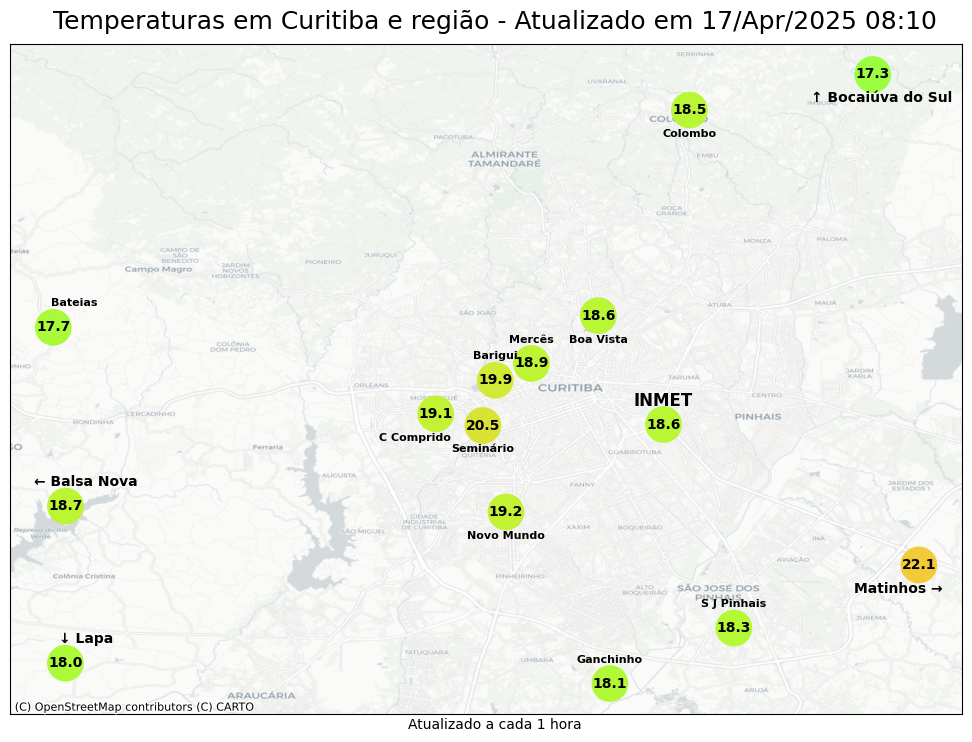 Temperaturas em Curitiba e região - Atualizado em 17/Apr/2025 08:10
SERRINHA
17.3
↑ Bocaiúva do Sul
UVARANAL
18.5
Colombo
PACOTUBA
ALMIRANTE
TAMANDARÉ
EMBU
ROÇA
GRANDE
CAMPO DE
SÃO
BENEDITO
Campo Magro
JARDIM
NOVOS
HORIZONTES
PIONEIRO
JURUQUI
MONZA
PALOMA
Bateias
17.7
SÃO JOÃO
ATUBA
MAUÁ
18.6
Boa Vista
COLÔNIA
DOM PEDRO
Mercês
18.9
Barigui
19.9
CURITIBA
ORLEANS
TARUMÃ
JARDIM
KARLA
CENTRO
PINHAIS
INMET
18.6
19.1
C Comprido
20.5
Seminário
CERCADINHO
RONDINHA
Ferraria
CAJURUBOTUBA
AUGUSTA
FANNY
IPÊ
JARDIM DOS
ESTADOS I
← Balsa Nova
18.7
Represa do Rio
Verde
19.2
Novo Mundo
CIDADE
INDUSTRIAL
DE CURITIBA
SÃO MIGUEL
XAXIM
BOQUEIRÃO
INÁ
AVIAÇÃO
22.1
Matinhos →
Colônia Cristina
PINHEIRINHO
ALTO
BOQUEIRÃO
SÃO JOSÉ DOS
PINHAIS
S J Pinhais
18.3
JUREMA
↓ Lapa
18.0
TATUQUARA
UMBARÁ
Ganchinho
18.1
ARUJÁ
ARAUCÁRIA
(C) OpenStreetMap contributors (C) CARTO
Atualizado a cada 1 hora